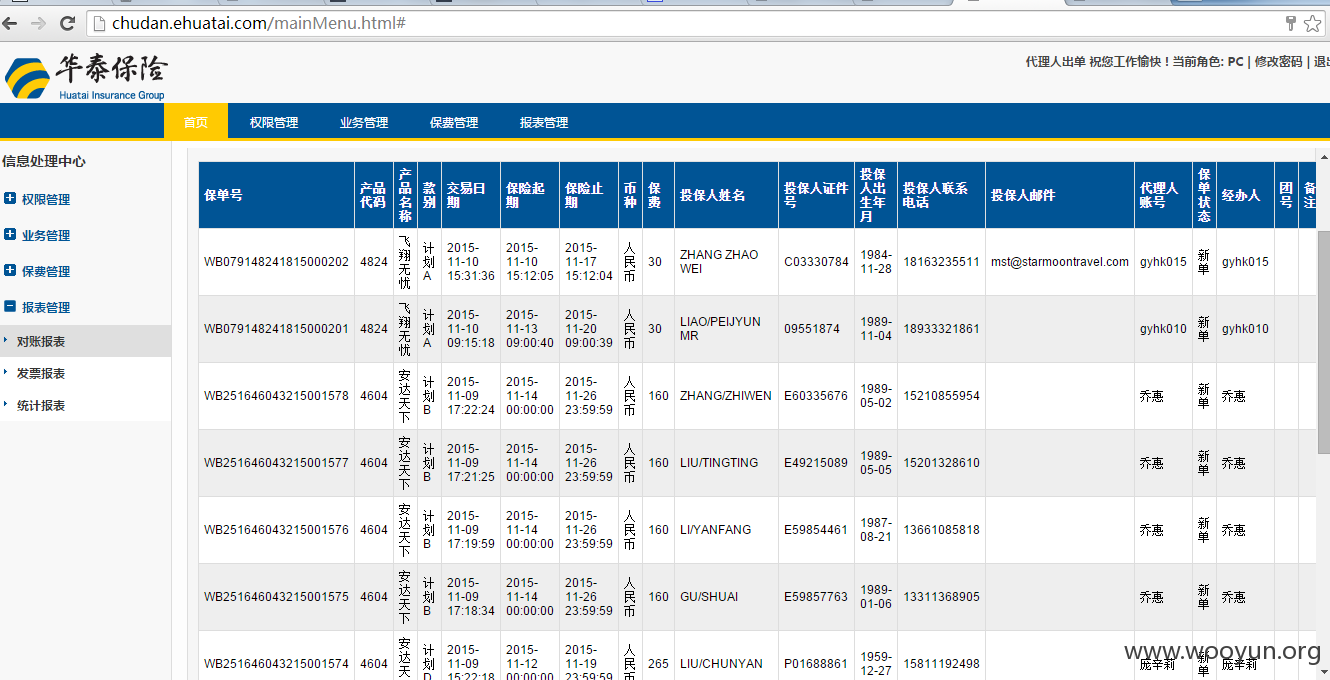 chudan.ehuatai.com/mainMenu.html#
华泰保险
Huatai Insurance Group
代理人出单 祝您工作愉快！当前角色: PC | 修改密码 | 退出
首页 权限管理 业务管理 保费管理 报表管理
信息处理中心
权限管理
业务管理
保费管理
报表管理
对账报表
发票报表
统计报表
保单号 产品代码 产品名称 款别 交易日期 保险起期 保险止期 币种 保费 投保人姓名 投保人证件号 投保人出生年月 投保人联系电话 投保人邮件 代理人账号 保单状态 经办人 团号 备注
WB079148241815000202 4824 飞翔无忧 计划A 2015-11-10 15:31:36 2015-11-10 15:12:05 2015-11-17 15:12:04 人民币 30 ZHANG ZHAO WEI C03330784 1984-11-28 18163235511 mst@starmoontravel.com gyhk015 新单 gyhk015
WB079148241815000201 4824 飞翔无忧 计划A 2015-11-10 09:15:18 2015-11-13 09:00:40 2015-11-20 09:00:39 人民币 30 LIAO/PEIJYUN MR 09551874 1989-11-04 18933321861 gyhk010 新单 gyhk010
WB251646043215001578 4604 安达天下 计划B 2015-11-09 17:22:24 2015-11-14 00:00:00 2015-11-26 23:59:59 人民币 160 ZHANG/ZHIWEN E60335676 1989-05-02 15210855954 乔惠 新单 乔惠
WB251646043215001577 4604 安达天下 计划B 2015-11-09 17:21:25 2015-11-14 00:00:00 2015-11-26 23:59:59 人民币 160 LIU/TINGTING E49215089 1989-05-05 15201328610 乔惠 新单 乔惠
WB251646043215001576 4604 安达天下 计划B 2015-11-09 17:19:59 2015-11-14 00:00:00 2015-11-26 23:59:59 人民币 160 LI/YANFANG E59854461 1987-08-21 13661085818 乔惠 新单 乔惠
WB251646043215001575 4604 安达天下 计划B 2015-11-09 17:18:34 2015-11-14 00:00:00 2015-11-26 23:59:59 人民币 160 GU/SHUAI E59857763 1989-01-06 13311368905 乔惠 新单 乔惠
WB251646043215001574 4604 安达天 计划D 2015-11-09 15:22:18 2015-11-12 00:00:00 2015-11-19 23:59:59 人民币 265 LIU/CHUNYAN P01688861 1959-12-27 15811192498 庞辛莉 新单 庞辛莉
www.wooyun.org